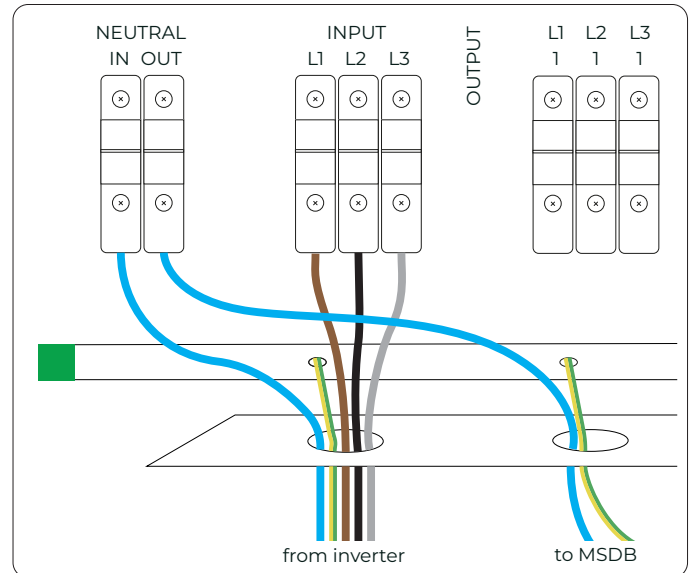 NEUTRAL
IN OUT
INPUT
L1 L2 L3
OUTPUT
L1 L2 L3
1 1 1
from inverter
to MSDB